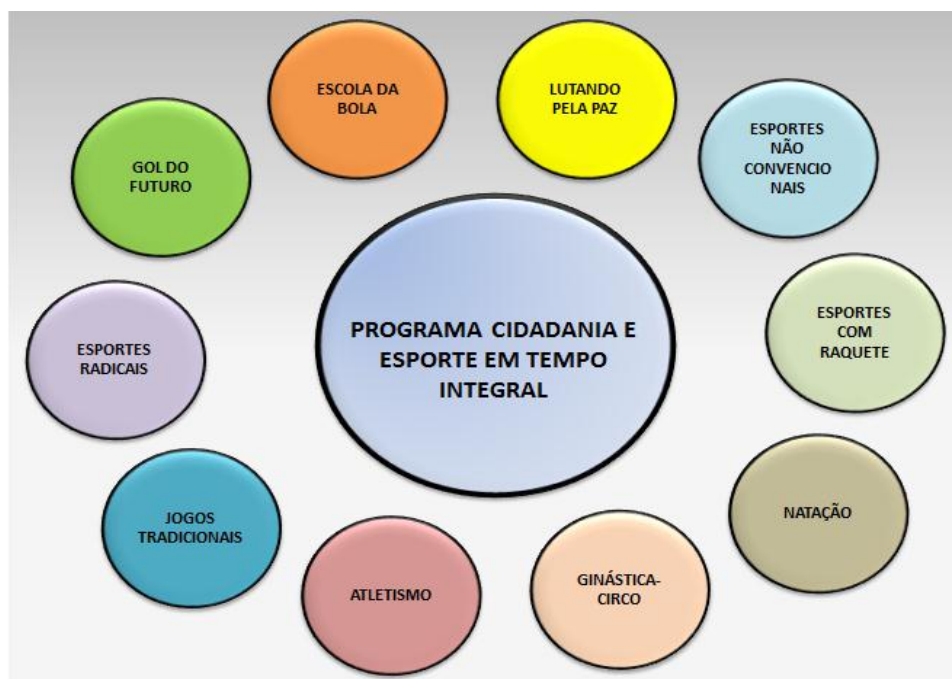 ESCOLA DA
BOLA
LUTANDO
PELA PAZ
ESPORTES
NÃO
CONVENCIO
NAIS
GOL DO
FUTURO
PROGRAMA CIDADANIA E
ESPORTE EM TEMPO
INTEGRAL
ESPORTES
COM
RAQUETE
ESPORTES
RADICAIS
NATAÇÃO
JOGOS
TRADICIONAIS
GINÁSTICA-
CIRCO
ATLETISMO